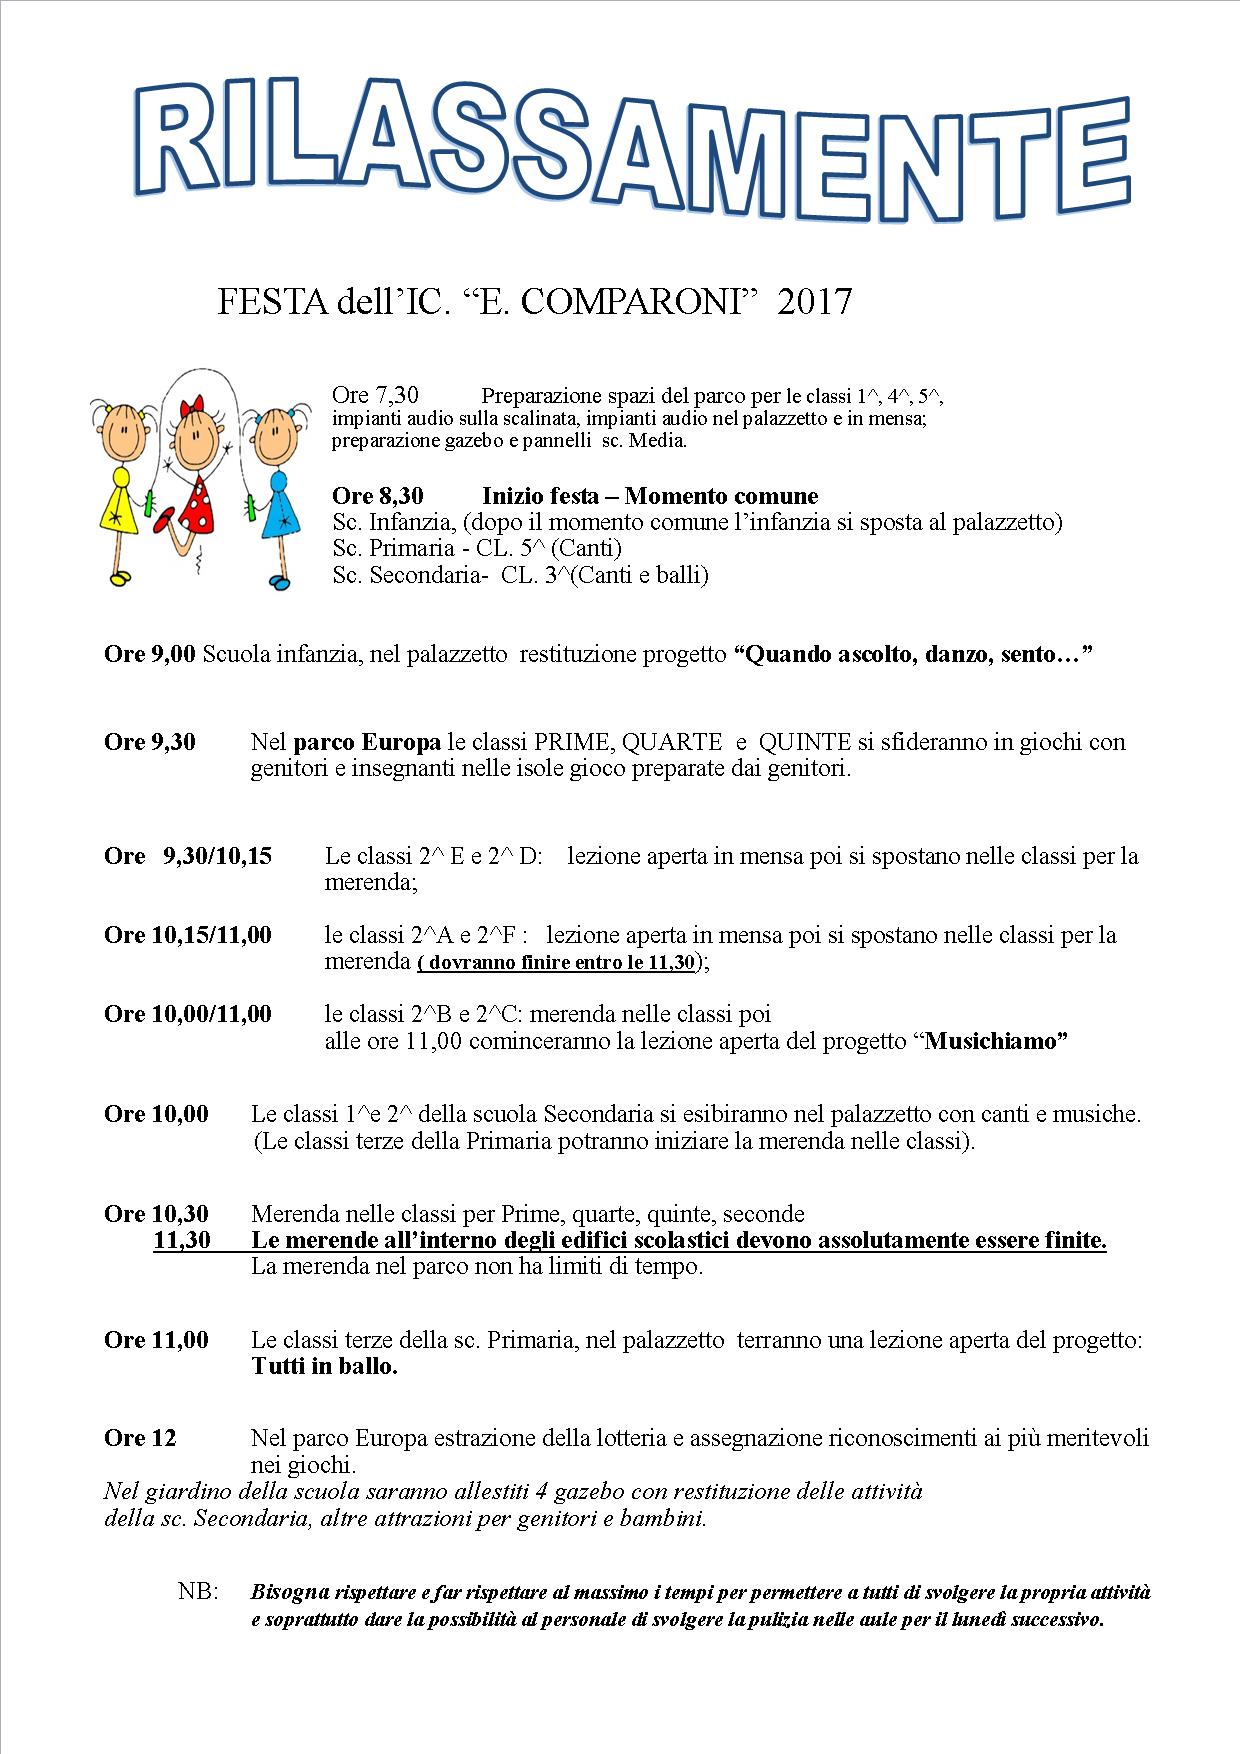 RILASSAMENTE
FESTA dell’IC. “E. COMPARONI” 2017
Ore 7,30 Preparazione spazi del parco per le classi 1^, 4^, 5^,
impianti audio sulla scalinata, impianti audio nel palazzetto e in mensa;
preparazione gazebo e pannelli sc. Media.
Ore 8,30 Inizio festa – Momento comune
Sc. Infanzia, (dopo il momento comune l’infanzia si sposta al palazzetto)
Sc. Primaria - CL. 5^ (Canti)
Sc. Secondaria- CL. 3^(Canti e balli)
Ore 9,00 Scuola infanzia, nel palazzetto restituzione progetto “Quando ascolto, danzo, sento…”
Ore 9,30 Nel parco Europa le classi PRIME, QUARTE e QUINTE si sfideranno in giochi con
genitori e insegnanti nelle isole gioco preparate dai genitori.
Ore 9,30/10,15 Le classi 2^ E e 2^ D: lezione aperta in mensa poi si spostano nelle classi per la
merenda;
Ore 10,15/11,00 le classi 2^A e 2^F : lezione aperta in mensa poi si spostano nelle classi per la
merenda ( dovranno finire entro le 11,30);
Ore 10,00/11,00 le classi 2^B e 2^C: merenda nelle classi poi
alle ore 11,00 cominceranno la lezione aperta del progetto “Musichiamo”
Ore 10,00 Le classi 1^e 2^ della scuola Secondaria si esibiranno nel palazzetto con canti e musiche.
(Le classi terze della Primaria potranno iniziare la merenda nelle classi).
Ore 10,30 Merenda nelle classi per Prime, quarte, quinte, seconde
11,30 Le merende all’interno degli edifici scolastici devono assolutamente essere finite.
La merenda nel parco non ha limiti di tempo.
Ore 11,00 Le classi terze della sc. Primaria, nel palazzetto terranno una lezione aperta del progetto:
Tutti in ballo.
Ore 12 Nel parco Europa estrazione della lotteria e assegnazione riconoscimenti ai più meritevoli
nei giochi.
Nel giardino della scuola saranno allestiti 4 gazebo con restituzione delle attività
della sc. Secondaria, altre attrazioni per genitori e bambini.
NB: Bisogna rispettare e far rispettare al massimo i tempi per permettere a tutti di svolgere la propria attività
e soprattutto dare la possibilità al personale di svolgere la pulizia nelle aule per il lunedì successivo.